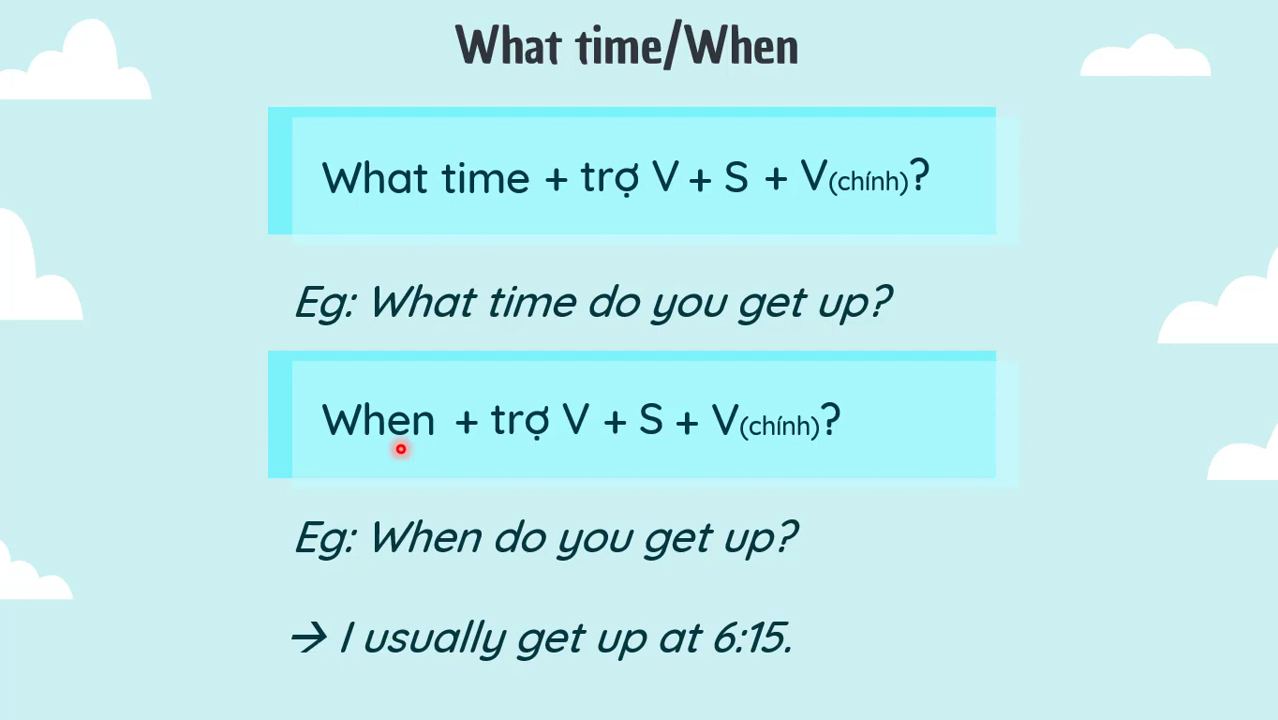 What time/When
What time + trợ V + S + V(chính)?
Eg: What time do you get up?
When + trợ V + S + V(chính)?
Eg: When do you get up?
→ I usually get up at 6:15.